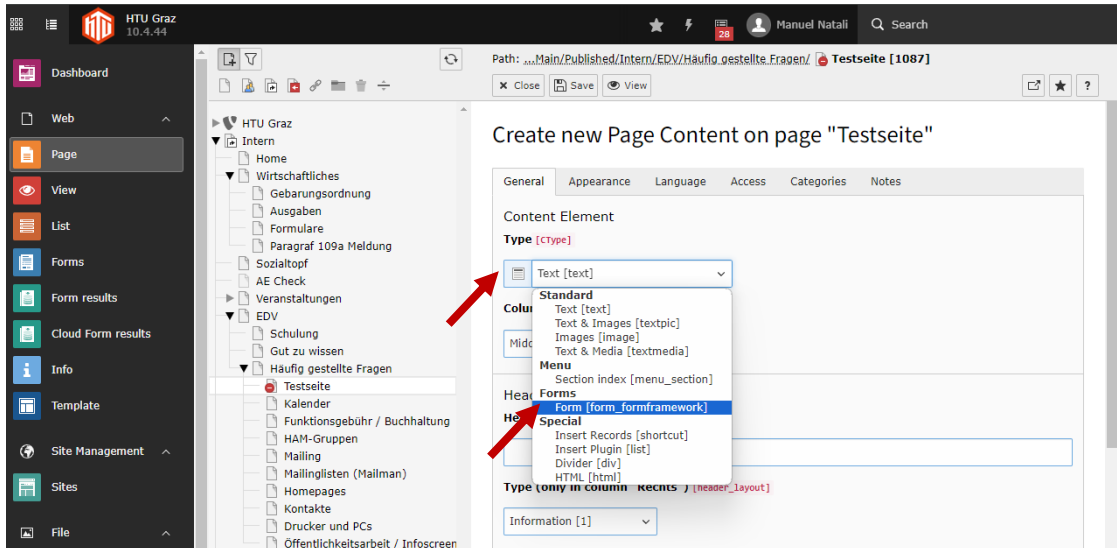 HTU Graz
10.4.44
28
Manuel Natali
Search
Dashboard
Web
Page
View
List
Forms
Form results
Cloud Form results
Info
Template
Site Management
Sites
File
HTU Graz
Intern
Home
Wirtschaftliches
Gebarungsordnung
Ausgaben
Formulare
Paragraf 109a Meldung
Sozialtopf
AE Check
Veranstaltungen
EDV
Schulung
Gut zu wissen
Häufig gestellte Fragen
Testseite
Kalender
Funktionsgebühr / Buchhaltung
HAM-Gruppen
Mailing
Mailinglisten (Mailman)
Homepages
Kontakte
Drucker und PCs
Öffentlichkeitsarbeit / Infoscreen
Path: ...Main/Published/Intern/EDV/Häufig gestellte Fragen/ Testseite [1087]
Close Save View
?
Create new Page Content on page "Testseite"
General Appearance Language Access Categories Notes
Content Element
Type [CType]
Text [text]
Standard
Text [text]
Text & Images [textpic]
Images [image]
Text & Media [textmedia]
Menu
Section index [menu_section]
Forms
Form [form_formframework]
Special
Insert Records [shortcut]
Insert Plugin [list]
Divider [div]
HTML [html]
Type (only in column "Rechts") [header_layout]
Information [1]